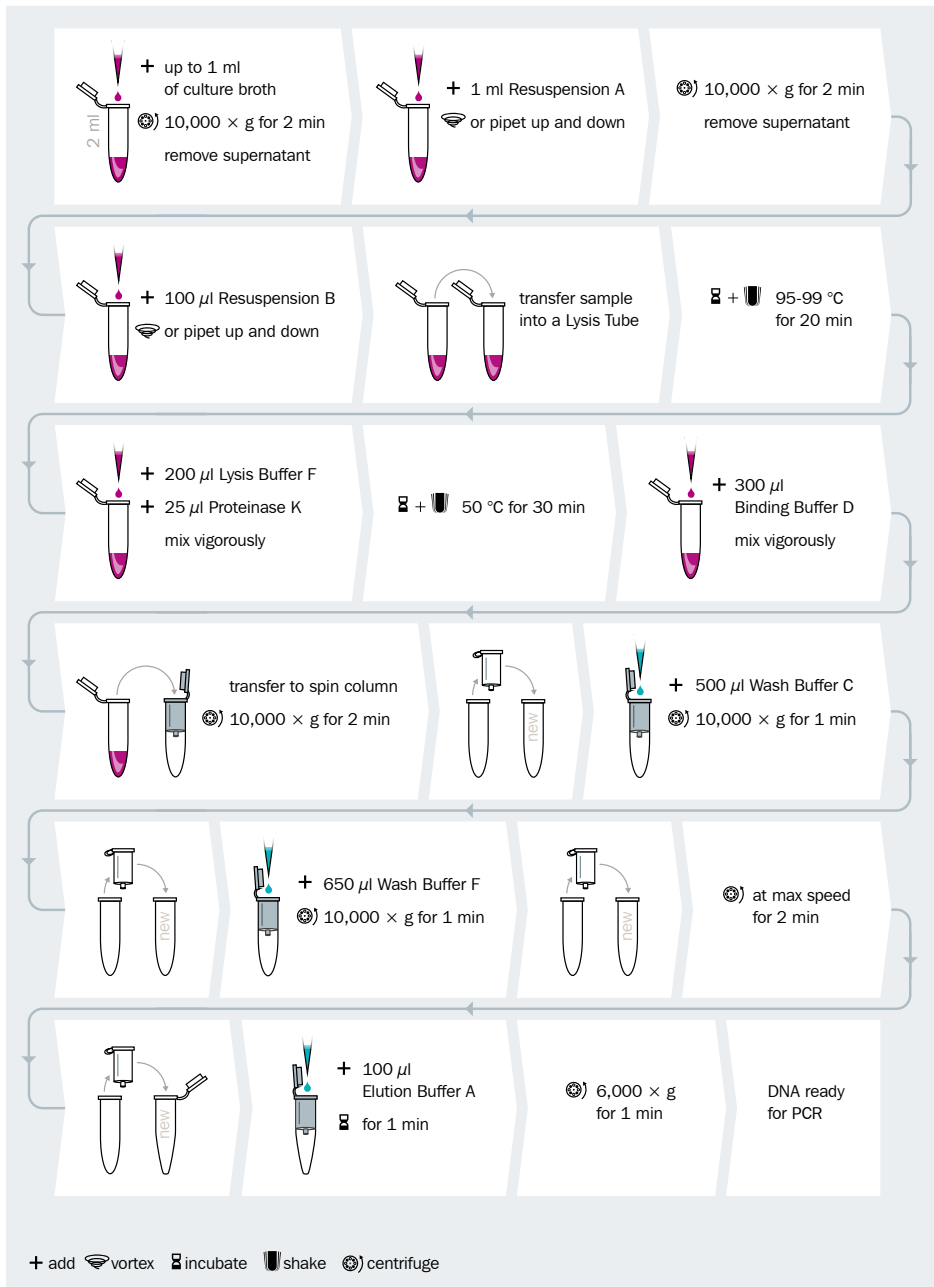 + up to 1 ml
of culture broth
2 ml
10,000 × g for 2 min
remove supernatant
+ 1 ml Resuspension A
or pipet up and down
10,000 × g for 2 min
remove supernatant
+ 100 µl Resuspension B
or pipet up and down
transfer sample
into a Lysis Tube
+ 95-99 °C
for 20 min
+ 200 µl Lysis Buffer F
+ 25 µl Proteinase K
mix vigorously
+ 50 °C for 30 min
+ 300 µl
Binding Buffer D
mix vigorously
transfer to spin column
10,000 × g for 2 min
new
+ 500 µl Wash Buffer C
10,000 × g for 1 min
new
+ 650 µl Wash Buffer F
10,000 × g for 1 min
new
at max speed
for 2 min
new
+ 100 µl
Elution Buffer A
for 1 min
6,000 × g
for 1 min
DNA ready
for PCR
+ add vortex incubate shake centrifuge